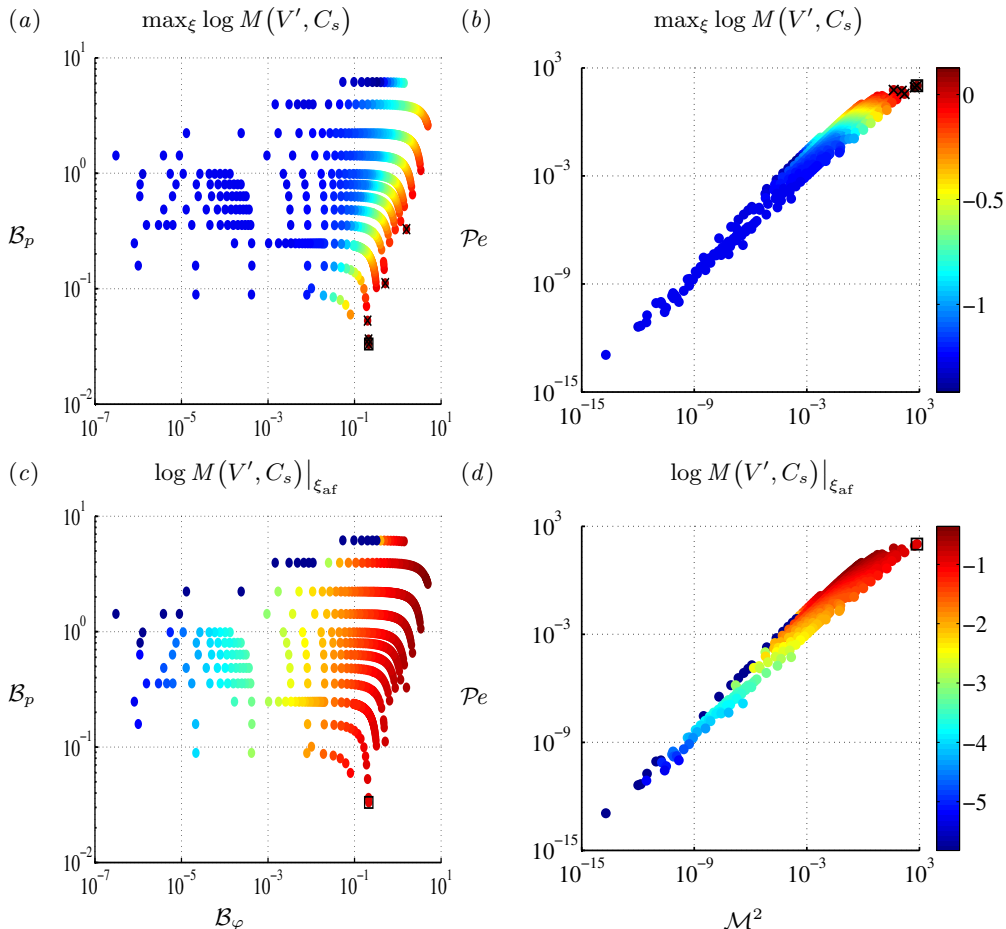 (a) max_ξ log M(V′, C_s)
(b) max_ξ log M(V′, C_s)
10^1
10^0
10^-1
10^-2
B_p
10^-7 10^-5 10^-3 10^-1 10^1
10^3
10^-3
10^-9
10^-15
Pe
10^-15 10^-9 10^-3 10^3
0
−0.5
−1
(c) log M(V′, C_s)|_ξaf
(d) log M(V′, C_s)|_ξaf
10^1
10^0
10^-1
10^-2
B_p
10^-7 10^-5 10^-3 10^-1 10^1
B_φ
10^3
10^-3
10^-9
10^-15
Pe
10^-15 10^-9 10^-3 10^3
M^2
−1
−2
−3
−4
−5